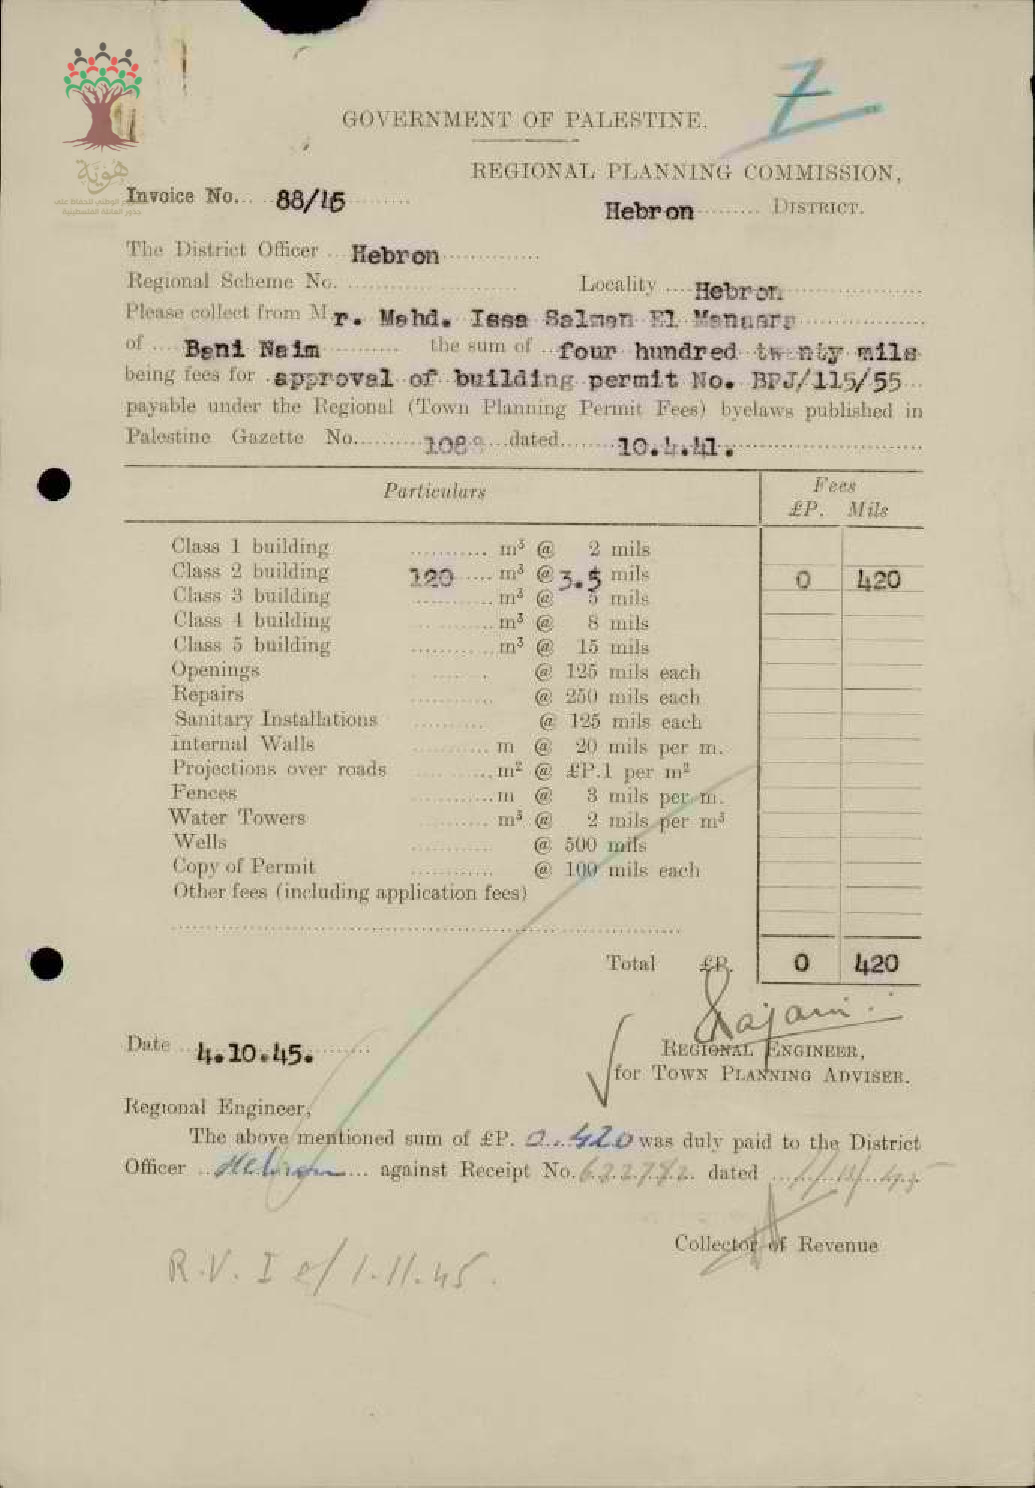 7
GOVERNMENT OF PALESTINE.
REGIONAL PLANNING COMMISSION,
هوية
Invoice No... 88/45
Hebron ......... DISTRICT.
The District Officer ... Hebron ..............
Regional Scheme No. ........................ Locality .... Hebron ....................
Please collect from Mr. Mohd. Issa Salman El ................
of .... Beni Naim .......... the sum of .. four hundred twenty mils
being fees for .approval of building permit No. BPJ/115/55...
payable under the Regional (Town Planning Permit Fees) byelaws published in
Palestine Gazette No......... 1088 ...dated....... 10.4.41. ........................
Particulars Fees
£P. Mils
Class 1 building ........... m³ @ 2 mils
Class 2 building 120 ..... m³ @ 3.5 mils 0 420
Class 3 building ........... m³ @ 5 mils
Class 4 building ........... m³ @ 8 mils
Class 5 building ........... m³ @ 15 mils
Openings ........... @ 125 mils each
Repairs ........... @ 250 mils each
Sanitary Installations .......... @ 125 mils each
Internal Walls ........... m @ 20 mils per m.
Projections over roads ........... m² @ £P.1 per m²
Fences ........... m @ 3 mils per m.
Water Towers .......... m³ @ 2 mils per m³
Wells ........... @ 500 mils
Copy of Permit ........... @ 100 mils each
Other fees (including application fees)
Total £P. 0 420
Date ... 4.10.45. .........
REGIONAL ENGINEER,
for TOWN PLANNING ADVISER.
Regional Engineer,
The above mentioned sum of £P. 0..420 was duly paid to the District
Officer .. Hebron ... against Receipt No. dated
Collector of Revenue
R.V. I of 1.11.45.